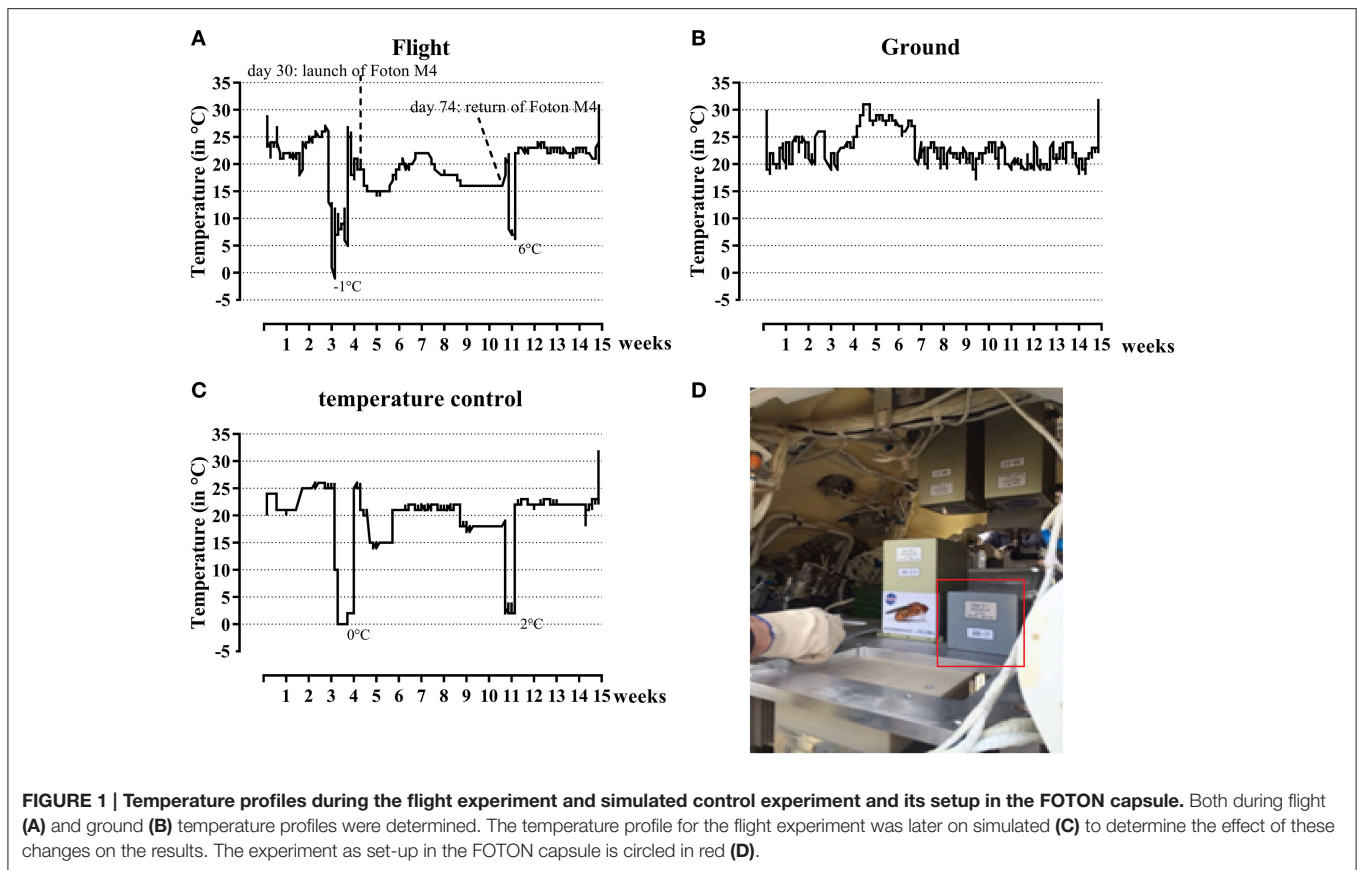 A
Flight
day 30: launch of Foton M4
day 74: return of Foton M4
Temperature (in °C)
35
30
25
20
15
10
5
0
-5
-1°C
6°C
1 2 3 4 5 6 7 8 9 10 11 12 13 14 15 weeks
B
Ground
Temperature (in °C)
35
30
25
20
15
10
5
0
-5
1 2 3 4 5 6 7 8 9 10 11 12 13 14 15 weeks
C
temperature control
Temperature (in °C)
35
30
25
20
15
10
5
0
-5
0°C
2°C
1 2 3 4 5 6 7 8 9 10 11 12 13 14 15 weeks
D
FIGURE 1 | Temperature profiles during the flight experiment and simulated control experiment and its setup in the FOTON capsule. Both during flight
(A) and ground (B) temperature profiles were determined. The temperature profile for the flight experiment was later on simulated (C) to determine the effect of these
changes on the results. The experiment as set-up in the FOTON capsule is circled in red (D).